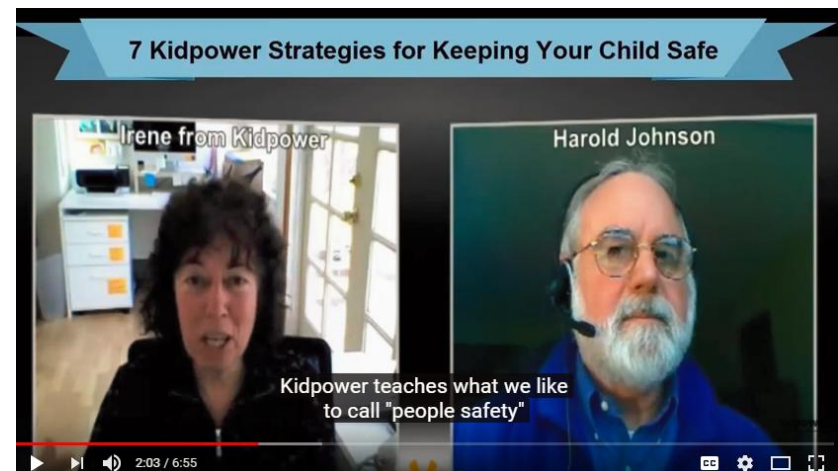 7 Kidpower Strategies for Keeping Your Child Safe
Irene from Kidpower
Harold Johnson
Kidpower teaches what we like
to call "people safety"
2:03 / 6:55
CC